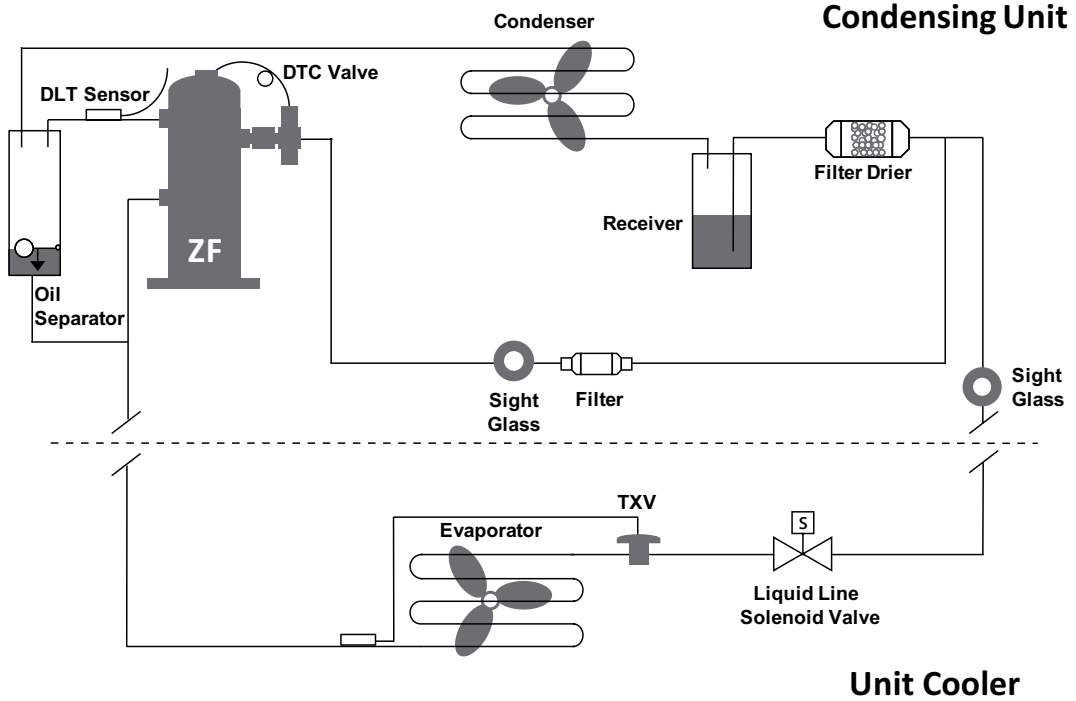 Condensing Unit
Condenser
DTC Valve
DLT Sensor
Filter Drier
Receiver
ZF
Oil
Separator
Sight
Glass
Filter
Sight
Glass
TXV
Evaporator
S
Liquid Line
Solenoid Valve
Unit Cooler